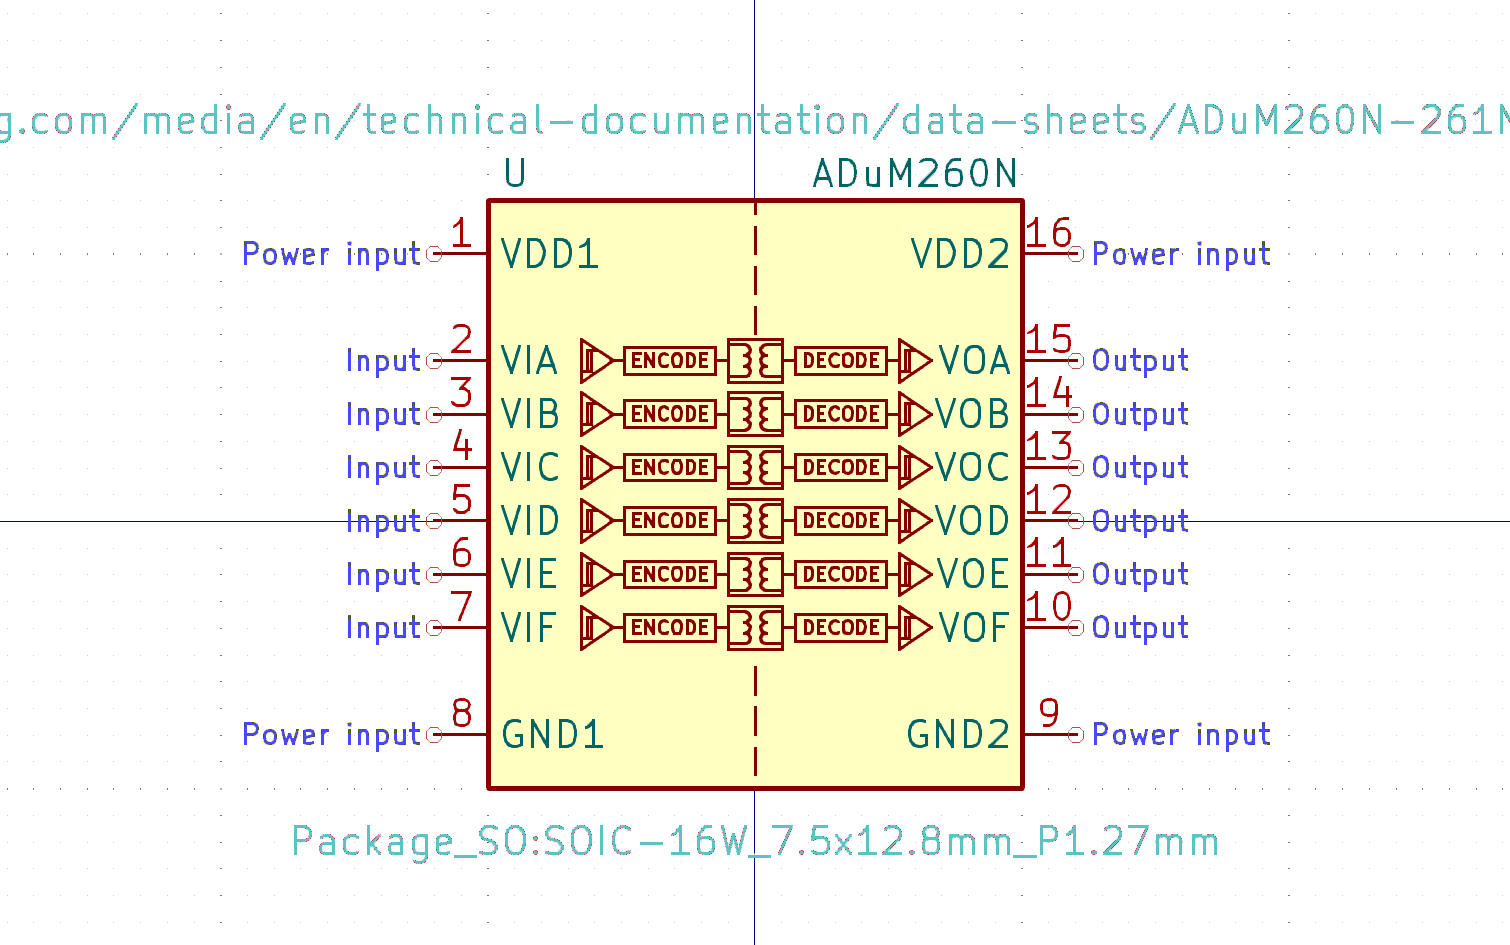 g.com/media/en/technical-documentation/data-sheets/ADuM260N-261N
U ADuM260N
Power input 1 VDD1 VDD2 16 Power input
Input 2 VIA ENCODE DECODE VOA 15 Output
Input 3 VIB ENCODE DECODE VOB 14 Output
Input 4 VIC ENCODE DECODE VOC 13 Output
Input 5 VID ENCODE DECODE VOD 12 Output
Input 6 VIE ENCODE DECODE VOE 11 Output
Input 7 VIF ENCODE DECODE VOF 10 Output
Power input 8 GND1 GND2 9 Power input
Package_SO:SOIC-16W_7.5x12.8mm_P1.27mm